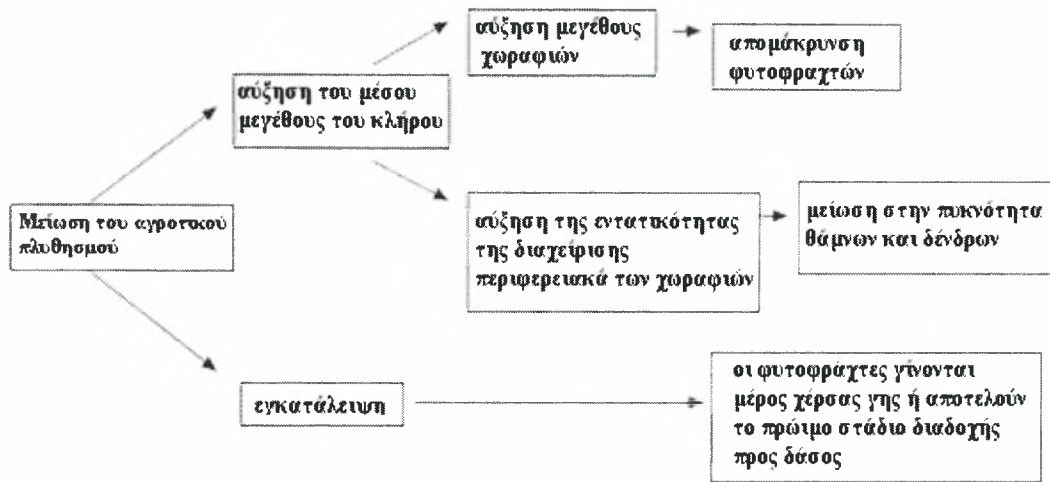 αύξηση μεγέθους
χωραφιών
απομάκρυνση
φυτοφραχτών
αύξηση του μέσου
μεγέθους του κλήρου
Μείωση του αγροτικού
πλυθησμού
αύξηση της εντατικότητας
της διαχείρισης
περιφερειακά των χωραφιών
μείωση στην πυκνότητα
θάμνων και δένδρων
εγκατάλειψη
οι φυτοφράχτες γίνονται
μέρος χέρσας γης ή αποτελούν
το πρώιμο στάδιο διαδοχής
προς δάσος